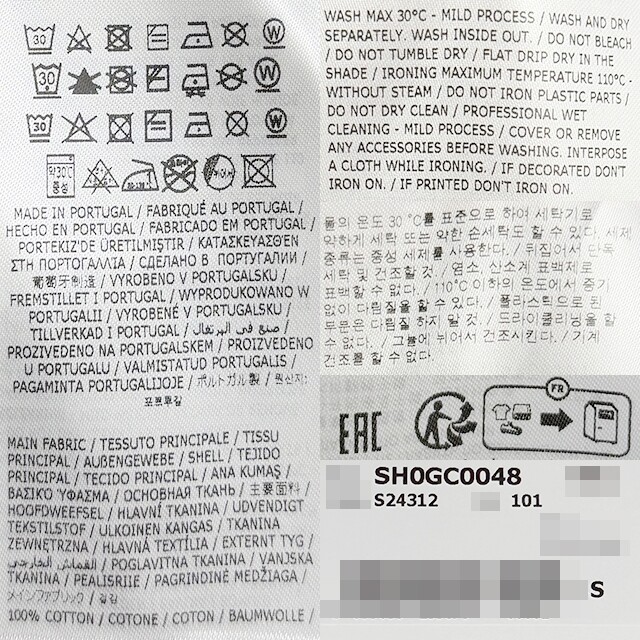 MADE IN PORTUGAL / FABRIQUÉ AU PORTUGAL /
HECHO EN PORTUGAL / FABRICADO EM PORTUGAL /
PORTEKIZ'DE ÜRETILMIŞTIR / ΚΑΤΑΣΚΕΥΑΣΘΈΝ
ΣΤΗ ΠΟΡΤΟΓΑΛΛΊΑ / СДЕЛАНО В ПОРТУГАЛИИ /
葡萄牙制造 / VYROBENO V PORTUGALSKU /
FREMSTILLET I PORTUGAL / WYPRODUKOWANO W
PORTUGALII / VYROBENÉ V PORTUGALSKU /
TILLVERKAD I PORTUGAL / صنع في البرتغال /
PROIZVEDENO NA PORTUGALSKEM / PROIZVEDENO
U PORTUGALU / VALMISTATUD PORTUGALIS /
PAGAMINTA PORTUGALIJOJE / ポルトガル製 / 원산지:
포르투갈
MAIN FABRIC / TESSUTO PRINCIPALE / TISSU
PRINCIPAL / AUßENGEWEBE / SHELL / TEJIDO
PRINCIPAL / TECIDO PRINCIPAL / ANA KUMAŞ /
ΒΑΣΙΚΌ ΎΦΑΣΜΑ / ОСНОВНАЯ ТКАНЬ / 主要面料 /
HOOFDWEEFSEL / HLAVNÍ TKANINA / UDVENDIGT
TEKSTILSTOF / ULKOINEN KANGAS / TKANINA
ZEWNĘTRZNA / HLAVNÁ TEXTÍLIA / EXTERNT TYG /
القماش الخارجي / POGLAVITNA TKANINA / VANJSKA
TKANINA / PEALISRIIE / PAGRINDINĖ MEDŽIAGA /
メインファブリック / 겉감
100% COTTON / COTONE / COTON / BAUMWOLLE /
WASH MAX 30°C - MILD PROCESS / WASH AND DRY
SEPARATELY. WASH INSIDE OUT. / DO NOT BLEACH
/ DO NOT TUMBLE DRY / FLAT DRIP DRY IN THE
SHADE / IRONING MAXIMUM TEMPERATURE 110°C -
WITHOUT STEAM / DO NOT IRON PLASTIC PARTS /
DO NOT DRY CLEAN / PROFESSIONAL WET
CLEANING - MILD PROCESS / COVER OR REMOVE
ANY ACCESSORIES BEFORE WASHING. INTERPOSE
A CLOTH WHILE IRONING. / IF DECORATED DON'T
IRON ON. / IF PRINTED DON'T IRON ON.
물의 온도 30 °C를 표준으로 하여 세탁기로
약하게 세탁 또는 약한 손세탁도 할 수 있다. 세제
종류는 중성 세제를 사용한다. / 뒤집어서 단독
세탁 및 건조할것. / 염소, 산소계 표백제로
표백할 수 없다. / 110°C 이하의 온도에서 증기
없이 다림질을 할 수 있다. / 플라스틱으로 된
부분은 다림질 하지 말 것. / 드라이클리닝을 할
수 없다. / 그늘에 뉘어서 건조시킨다. / 기계
건조를 할 수 없다.
EAC
FR
SH0GC0048
S24312 101
S